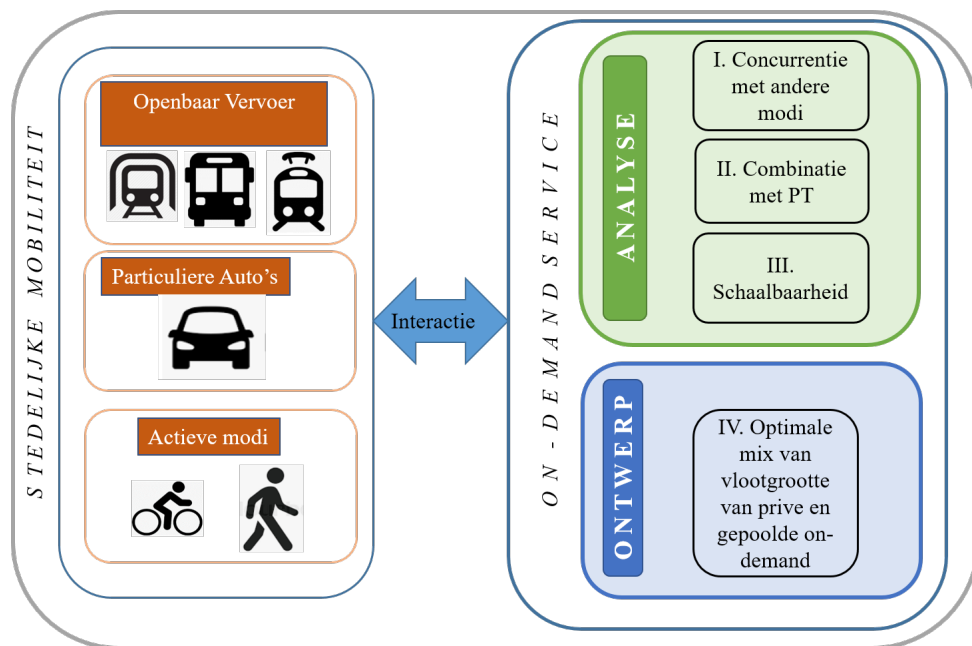 STEDELIJKE MOBILITEIT
Openbaar Vervoer
Particuliere Auto's
Actieve modi
Interactie
ON-DEMAND SERVICE
ANALYSE
I. Concurrentie
met andere
modi
II. Combinatie
met PT
III.
Schaalbaarheid
ONTWERP
IV. Optimale
mix van
vlootgrootte
van prive en
gepoolde on-
demand